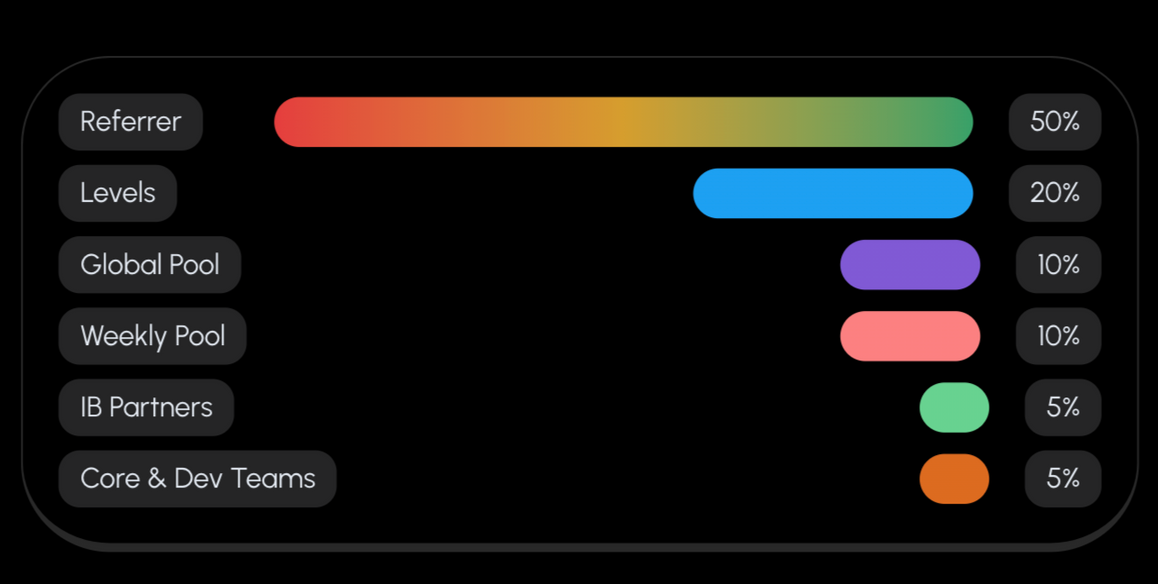 Referrer 50%
Levels 20%
Global Pool 10%
Weekly Pool 10%
IB Partners 5%
Core & Dev Teams 5%